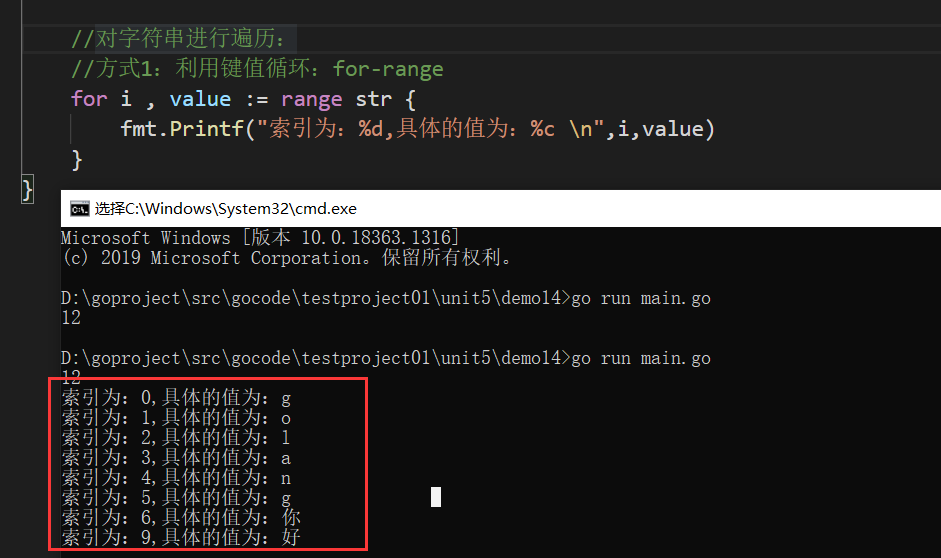 //对字符串进行遍历：
//方式1：利用键值循环：for-range
for i , value := range str {
fmt.Printf("索引为：%d,具体的值为：%c \n",i,value)
}
}
选择C:\Windows\System32\cmd.exe
Microsoft Windows [版本 10.0.18363.1316]
(c) 2019 Microsoft Corporation。保留所有权利。
D:\goproject\src\gocode\testproject01\unit5\demo14>go run main.go
12
D:\goproject\src\gocode\testproject01\unit5\demo14>go run main.go
12
索引为：0,具体的值为：g
索引为：1,具体的值为：o
索引为：2,具体的值为：l
索引为：3,具体的值为：a
索引为：4,具体的值为：n
索引为：5,具体的值为：g
索引为：6,具体的值为：你
索引为：9,具体的值为：好